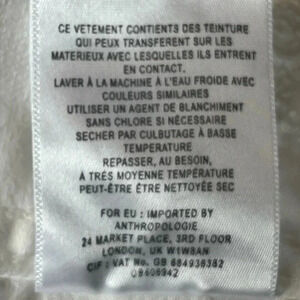 CE VETEMENT CONTIENTS DES TEINTURE
QUI PEUX TRANSFERENT SUR LES
MATERIEUX AVEC LESQUELLES ILS ENTRENT
EN CONTACT.
LAVER À LA MACHINE À L'EAU FROIDE AVEC
COULEURS SIMILAIRES
UTILISER UN AGENT DE BLANCHIMENT
SANS CHLORE SI NÉCESSAIRE
SECHER PAR CULBUTAGE À BASSE
TEMPERATURE
REPASSER, AU BESOIN,
A TRÉS MOYENNE TEMPÉRATURE
PEUT-ÊTRE ÊTRE NETTOYÉE SEC
FOR EU : IMPORTED BY
ANTHROPOLOGIE
24 MARKET PLACE, 3RD FLOOR
LONDON, UK W1W8AN
CIF : VAT No. GB 684938382